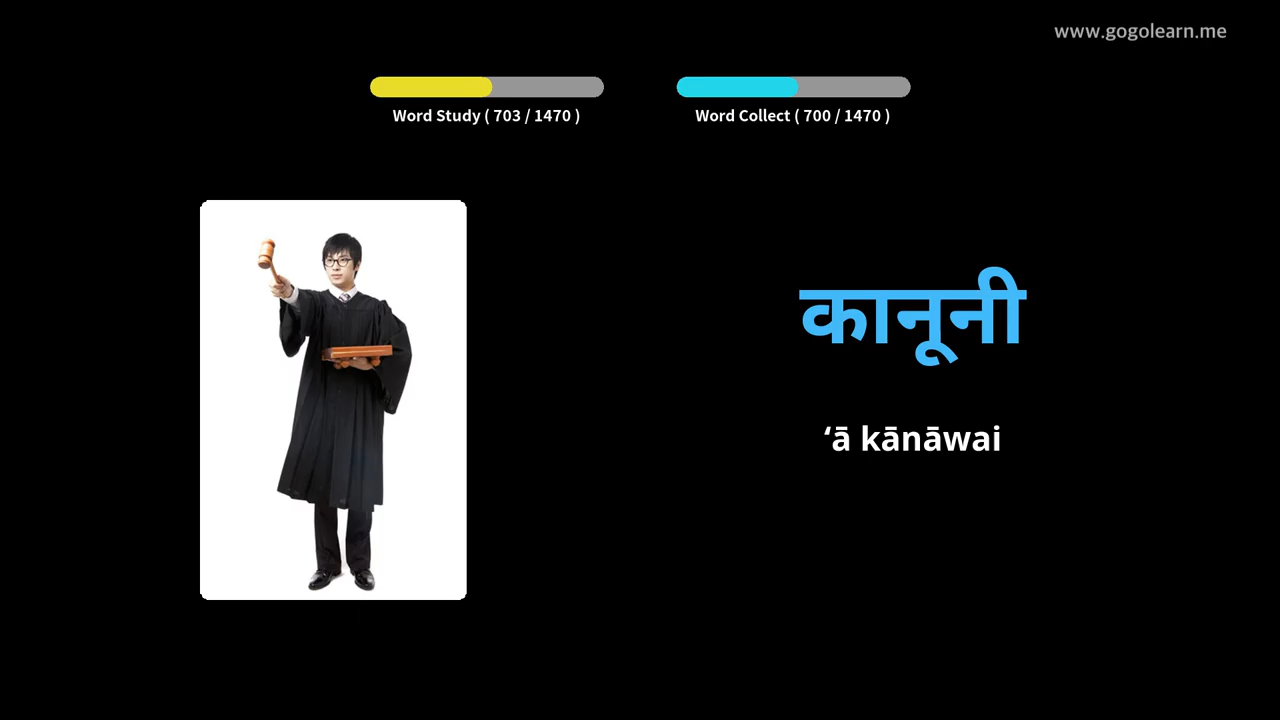 www.gogolearn.me
Word Study ( 703 / 1470 )
Word Collect ( 700 / 1470 )
कानूनी
ʻā kānāwai